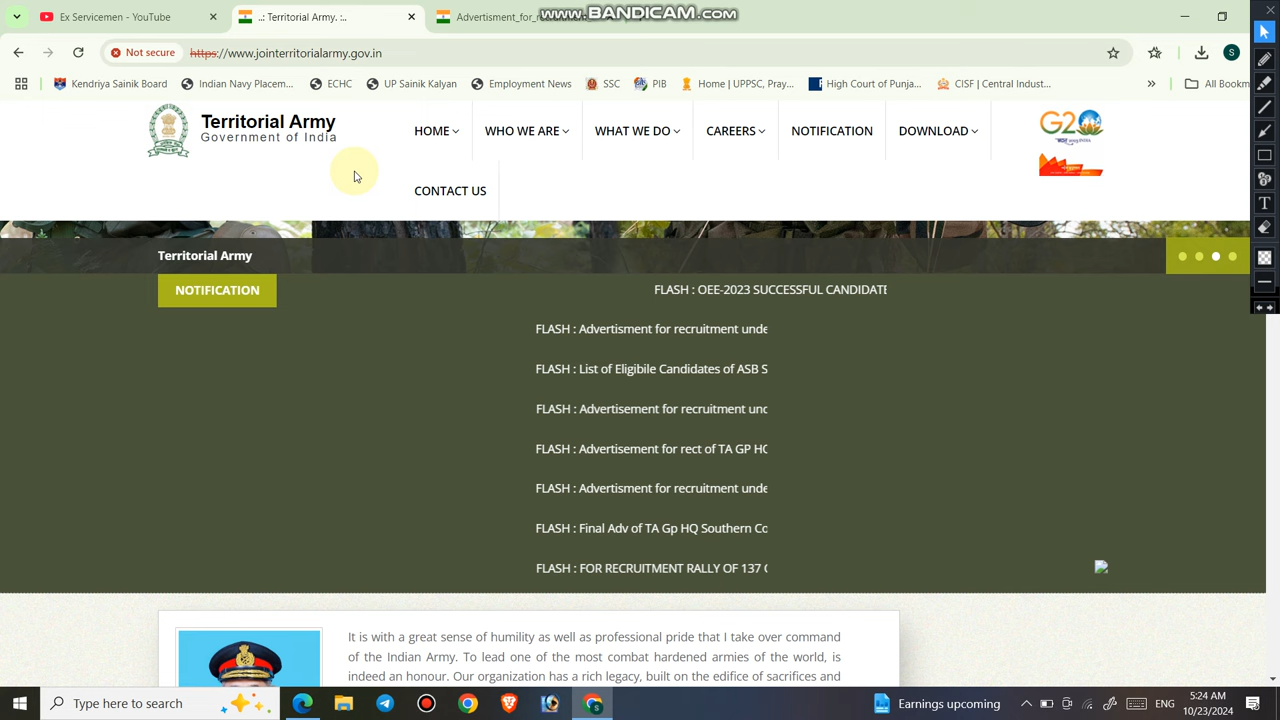 Ex Servicemen - YouTube
.: Territorial Army. :.
Advertisment_for_
www.BANDICAM.com
Not secure
https://www.jointerritorialarmy.gov.in
S
Kendriya Sainik Board
Indian Navy Placem...
ECHC
UP Sainik Kalyan
Employment News
SSC
PIB
Home | UPPSC, Pray...
High Court of Punja...
CISF | Central Indust...
All Bookm
Territorial Army
Government of India
HOME
WHO WE ARE
WHAT WE DO
CAREERS
NOTIFICATION
DOWNLOAD
CONTACT US
G20
T
Territorial Army
NOTIFICATION
FLASH : OEE-2023 SUCCESSFUL CANDIDATE
FLASH : Advertisment for recruitment unde
FLASH : List of Eligibile Candidates of ASB S
FLASH : Advertisement for recruitment unc
FLASH : Advertisement for rect of TA GP HQ
FLASH : Advertisment for recruitment unde
FLASH : Final Adv of TA Gp HQ Southern Co
FLASH : FOR RECRUITMENT RALLY OF 137 C
It is with a great sense of humility as well as professional pride that I take over command
of the Indian Army. To lead one of the most combat hardened armies of the world, is
indeed an honour. Our organization has a rich legacy, built on the edifice of sacrifices and
Type here to search
Earnings upcoming
ENG
5:24 AM
10/23/2024